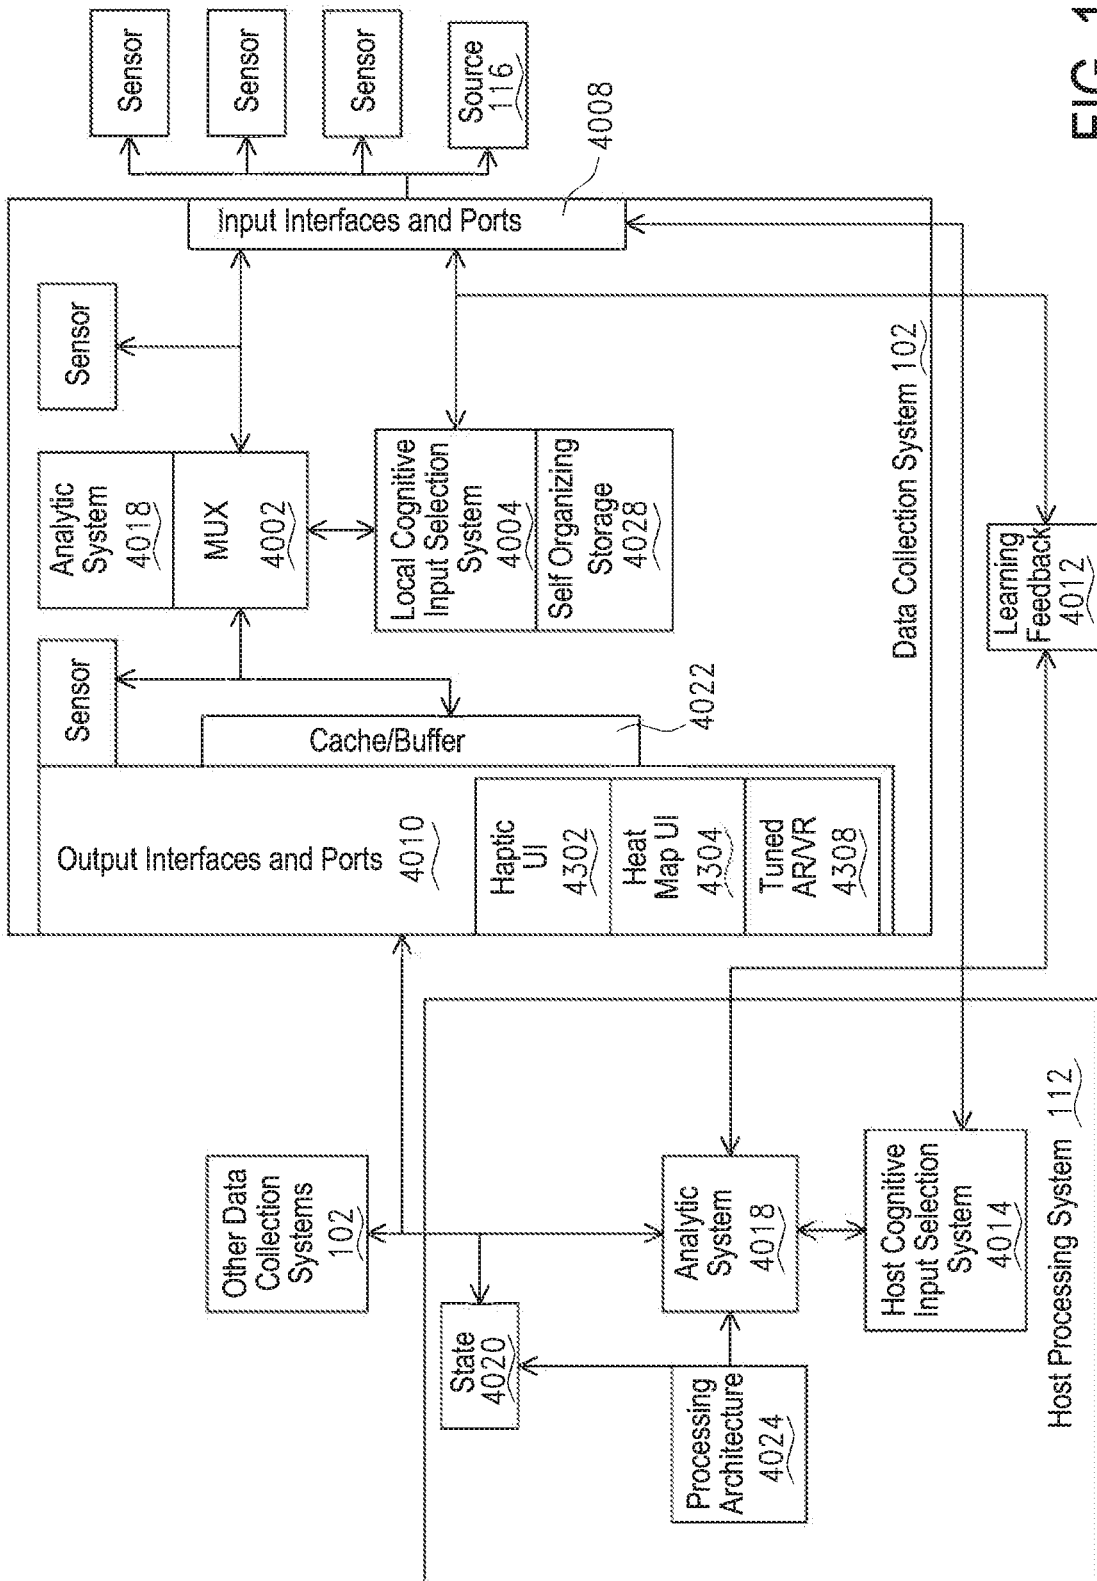 Sensor
Sensor
Sensor
Source
116
4008
Input Interfaces and Ports
Sensor
Analytic
System
4018
MUX
4002
Local Cognitive
Input Selection
System
4004
Self Organizing
Storage
4028
Data Collection System 102
Learning
Feedback
4012
Sensor
Cache/Buffer
4022
Output Interfaces and Ports
4010
Haptic
UI
4302
Heat
Map UI
4304
Tuned
AR/VR
4308
Other Data
Collection
Systems
102
State
4020
Analytic
System
4018
Processing
Architecture
4024
Host Cognitive
Input Selection
System
4014
Host Processing System 112